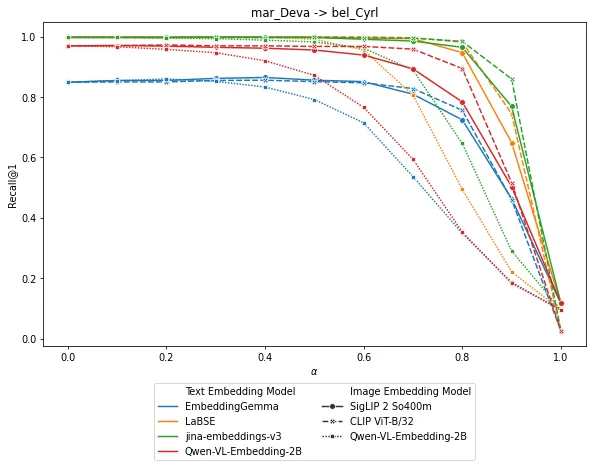 mar_Deva -> bel_Cyrl
1.0
0.8
0.6
0.4
0.2
0.0
Recall@1
0.0 0.2 0.4 0.6 0.8 1.0
α
Text Embedding Model Image Embedding Model
EmbeddingGemma SigLIP 2 So400m
LaBSE CLIP ViT-B/32
jina-embeddings-v3 Qwen-VL-Embedding-2B
Qwen-VL-Embedding-2B